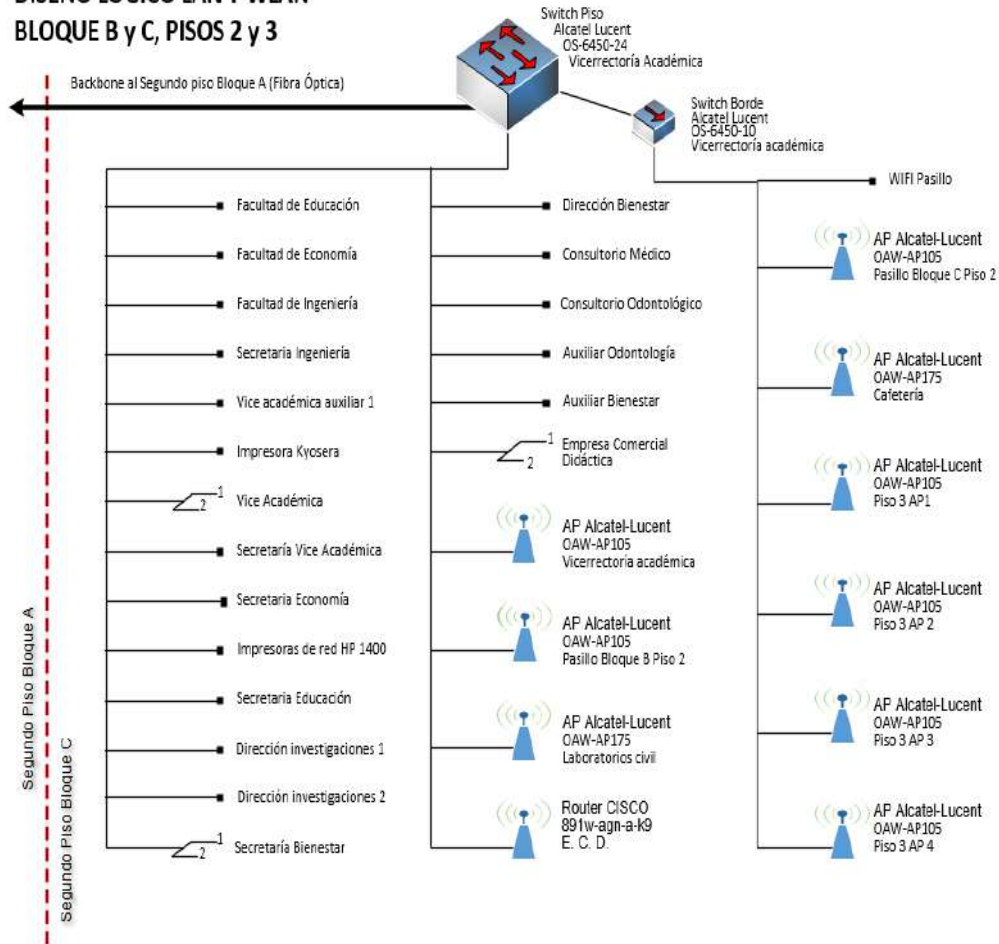 DISEÑO LÓGICO LAN Y WLAN
BLOQUE B y C, PISOS 2 y 3
Switch Piso
Alcatel Lucent
OS-6450-24
Vicerrectoría Académica
Backbone al Segundo piso Bloque A (Fibra Óptica)
Switch Borde
Alcatel Lucent
OS-6450-10
Vicerrectoría académica
Facultad de Educación
Facultad de Economía
Facultad de Ingeniería
Secretaria Ingeniería
Vice académica auxiliar 1
Impresora Kyosera
1
2
Vice Académica
Secretaría Vice Académica
Secretaria Economía
Impresoras de red HP 1400
Secretaria Educación
Dirección investigaciones 1
Dirección investigaciones 2
1
2
Secretaría Bienestar
Dirección Bienestar
Consultorio Médico
Consultorio Odontológico
Auxiliar Odontología
Auxiliar Bienestar
1
2
Empresa Comercial
Didáctica
AP Alcatel-Lucent
OAW-AP105
Vicerrectoría académica
AP Alcatel-Lucent
OAW-AP105
Pasillo Bloque B Piso 2
AP Alcatel-Lucent
OAW-AP175
Laboratorios civil
Router CISCO
891w-agn-a-k9
E. C. D.
WIFI Pasillo
AP Alcatel-Lucent
OAW-AP105
Pasillo Bloque C Piso 2
AP Alcatel-Lucent
OAW-AP175
Cafetería
AP Alcatel-Lucent
OAW-AP105
Piso 3 AP1
AP Alcatel-Lucent
OAW-AP105
Piso 3 AP 2
AP Alcatel-Lucent
OAW-AP105
Piso 3 AP 3
AP Alcatel-Lucent
OAW-AP105
Piso 3 AP 4
Segundo Piso Bloque A
Segundo Piso Bloque C